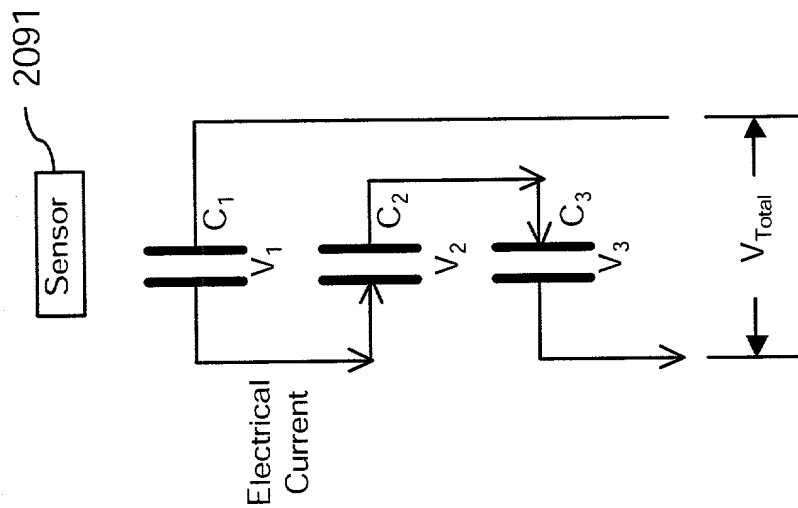 2091
Sensor
C1
V1
C2
V2
C3
V3
Electrical
Current
VTotal